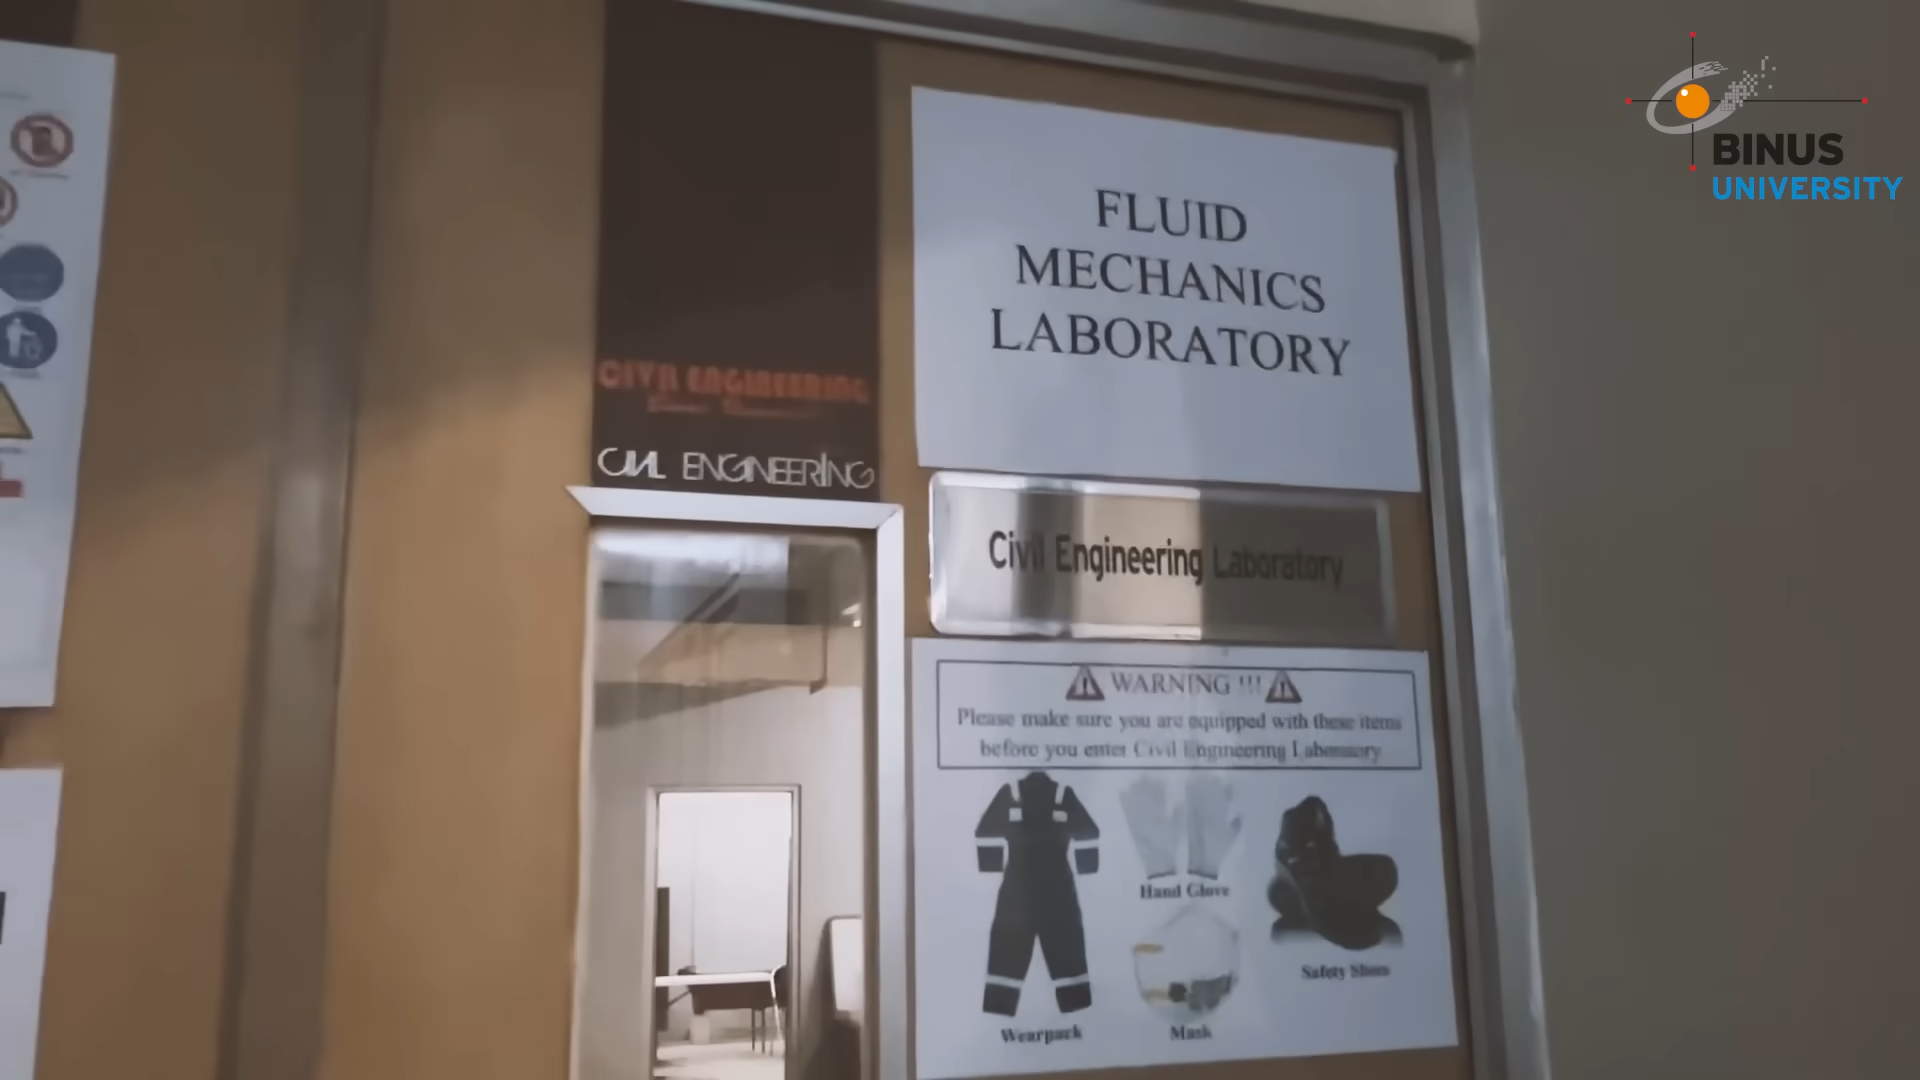 BINUS
UNIVERSITY
FLUID
MECHANICS
LABORATORY
CIVIL ENGINEERING
CIVIL ENGINEERING
Civil Engineering Laboratory
WARNING !!!
Please make sure you are equipped with these items
before you enter Civil Engineering Laboratory
Hand Glove
Safety Shoes
Wearpack
Mask